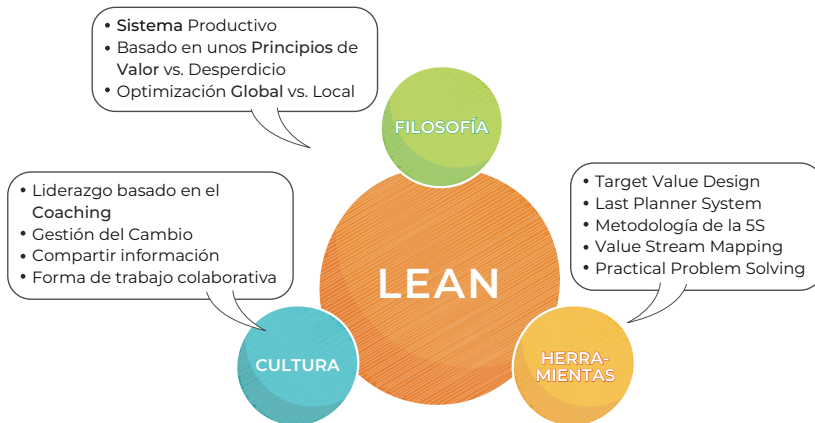 • Sistema Productivo
• Basado en unos Principios de
Valor vs. Desperdicio
• Optimización Global vs. Local
FILOSOFÍA
• Liderazgo basado en el
Coaching
• Gestión del Cambio
• Compartir información
• Forma de trabajo colaborativa
• Target Value Design
• Last Planner System
• Metodología de la 5S
• Value Stream Mapping
• Practical Problem Solving
LEAN
CULTURA
HERRA-
MIENTAS